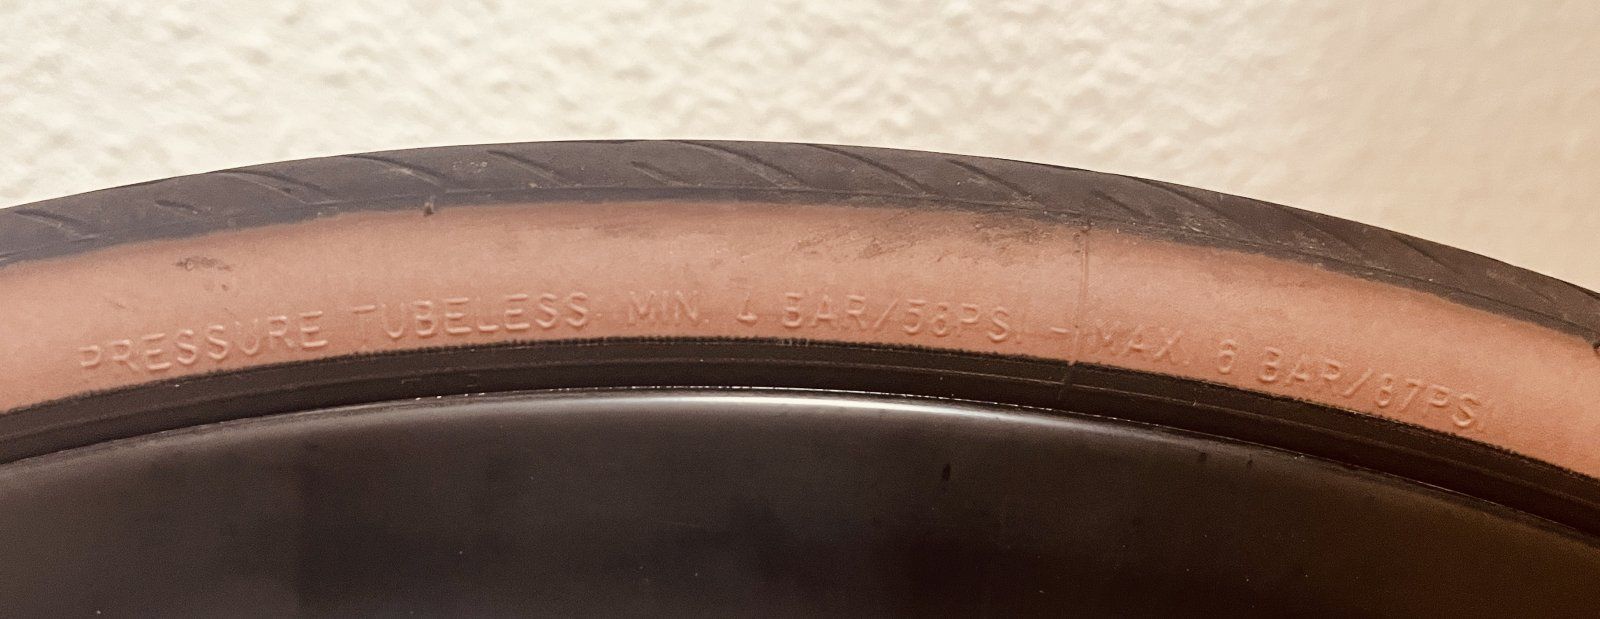 PRESSURE TUBELESS MIN. 4 BAR/58PSI - MAX. 6 BAR/87PSI